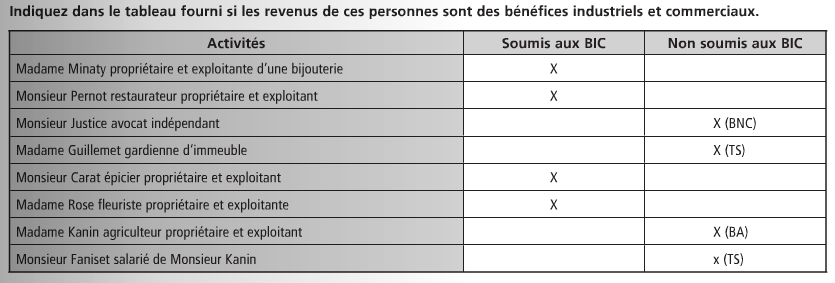 Indiquez dans le tableau fourni si les revenus de ces personnes sont des bénéfices industriels et commerciaux.
Activités Soumis aux BIC Non soumis aux BIC
Madame Minaty propriétaire et exploitante d'une bijouterie X
Monsieur Pernot restaurateur propriétaire et exploitant X
Monsieur Justice avocat indépendant X (BNC)
Madame Guillemet gardienne d'immeuble X (TS)
Monsieur Carat épicier propriétaire et exploitant X
Madame Rose fleuriste propriétaire et exploitante X
Madame Kanin agriculteur propriétaire et exploitant X (BA)
Monsieur Faniset salarié de Monsieur Kanin x (TS)